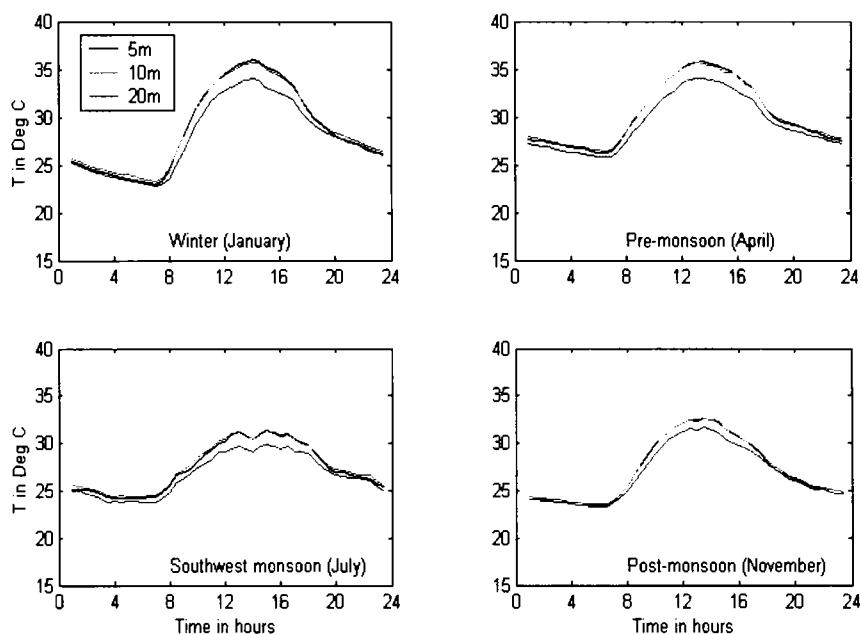 40
35
30
25
20
15
T in Deg C
5m
10m
20m
Winter (January)
0 4 8 12 16 20 24
40
35
30
25
20
15
Pre-monsoon (April)
0 4 8 12 16 20 24
40
35
30
25
20
15
T in Deg C
Southwest monsoon (July)
0 4 8 12 16 20 24
Time in hours
40
35
30
25
20
15
Post-monsoon (November)
0 4 8 12 16 20 24
Time in hours